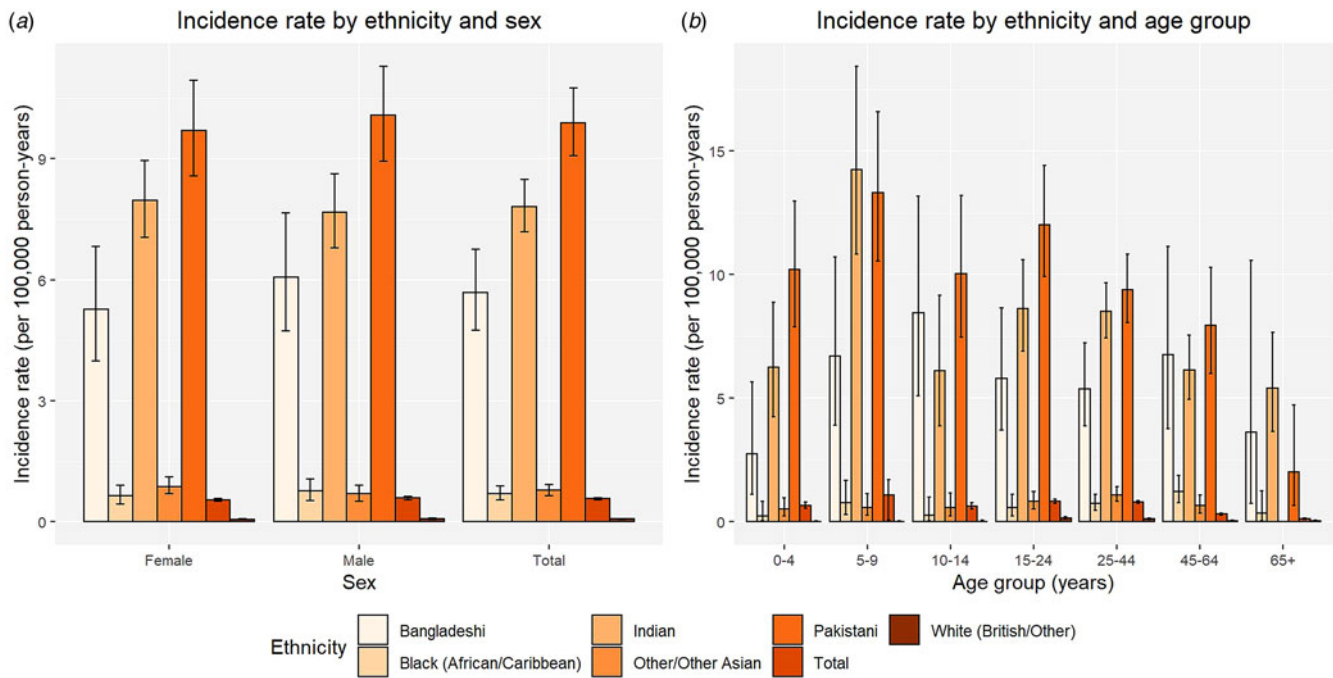 (a) Incidence rate by ethnicity and sex
Incidence rate (per 100,000 person-years)
9
6
3
0
Female Male Total
Sex
(b) Incidence rate by ethnicity and age group
Incidence rate (per 100,000 person-years)
15
10
5
0
0-4 5-9 10-14 15-24 25-44 45-64 65+
Age group (years)
Ethnicity
Bangladeshi Indian Pakistani White (British/Other)
Black (African/Caribbean) Other/Other Asian Total